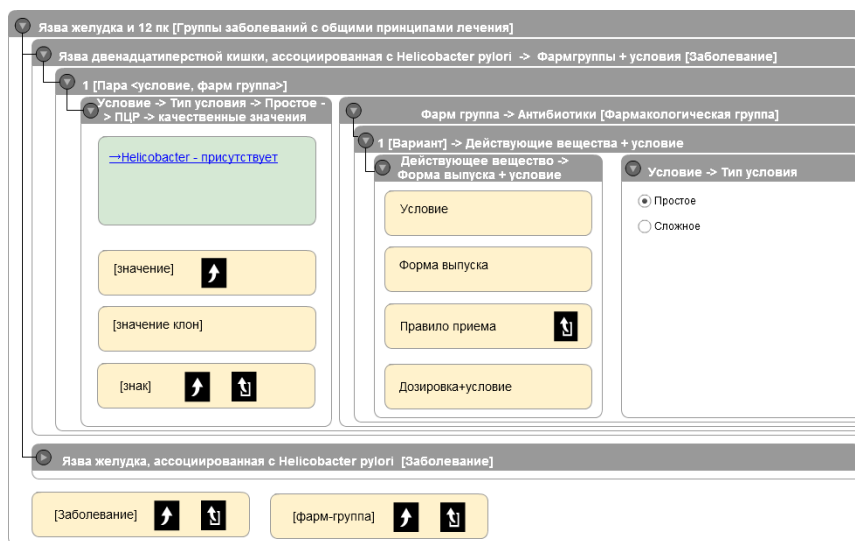 Язва желудка и 12 пк [Группы заболеваний с общими принципами лечения]
Язва двенадцатиперстной кишки, ассоциированная с Helicobacter pylori -> Фармгруппы + условия [Заболевание]
1 [Пара <условие, фарм группа>]
Условие -> Тип условия -> Простое -
> ПЦР -> качественные значения
→Helicobacter - присутствует
[значение]
[значение клон]
[знак]
Фарм группа -> Антибиотики [Фармакологическая группа]
1 [Вариант] -> Действующие вещества + условие
Действующее вещество ->
Форма выпуска + условие
Условие
Форма выпуска
Правило приема
Дозировка+условие
Условие -> Тип условия
Простое
Сложное
Язва желудка, ассоциированная с Helicobacter pylori [Заболевание]
[Заболевание]
[фарм-группа]